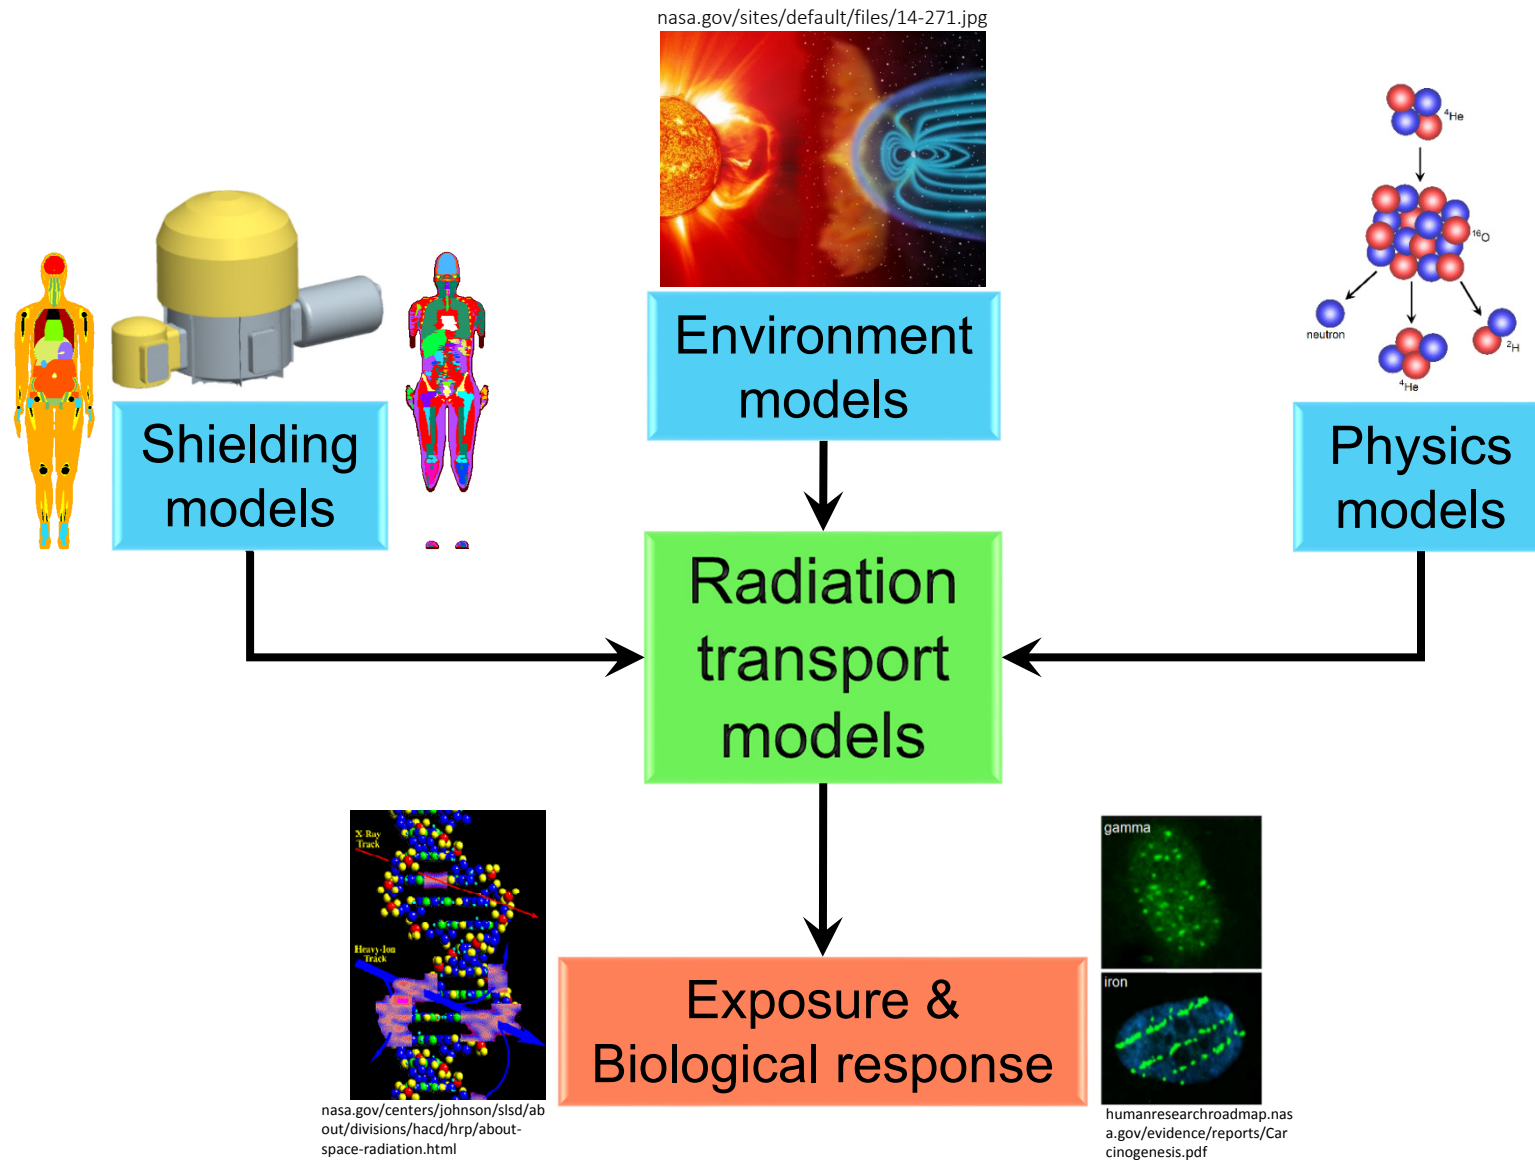 nasa.gov/sites/default/files/14-271.jpg
⁴He
¹⁶O
neutron
²H
⁴He
Environment
models
Shielding
models
Physics
models
Radiation
transport
models
X-Ray
Track
Heavy-Ion
Track
gamma
iron
Exposure &
Biological response
nasa.gov/centers/johnson/slsd/ab
out/divisions/hacd/hrp/about-
space-radiation.html
humanresearchroadmap.nas
a.gov/evidence/reports/Car
cinogenesis.pdf